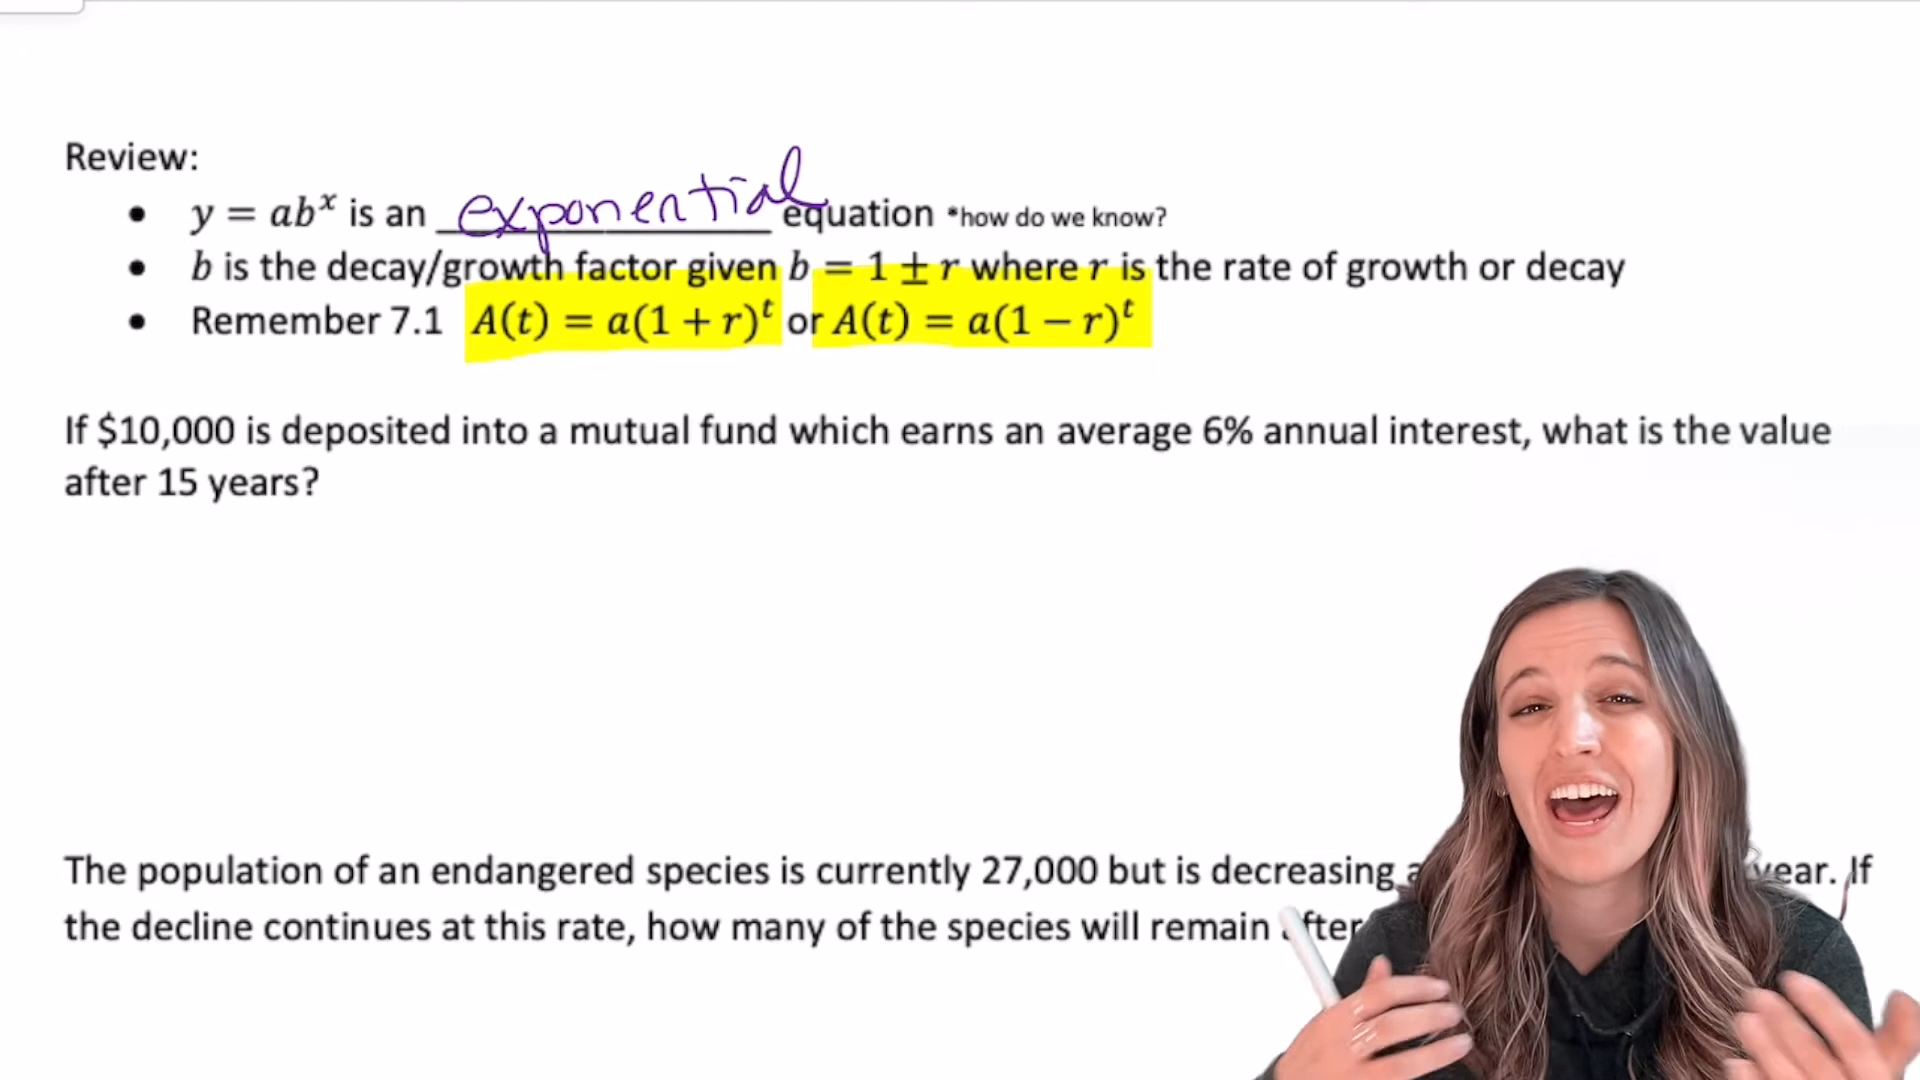 Review:
• y = abˣ is an exponential equation *how do we know?
• b is the decay/growth factor given b = 1 ± r where r is the rate of growth or decay
• Remember 7.1 A(t) = a(1 + r)ᵗ or A(t) = a(1 − r)ᵗ
If $10,000 is deposited into a mutual fund which earns an average 6% annual interest, what is the value
after 15 years?
The population of an endangered species is currently 27,000 but is decreasing year. If
the decline continues at this rate, how many of the species will remain after